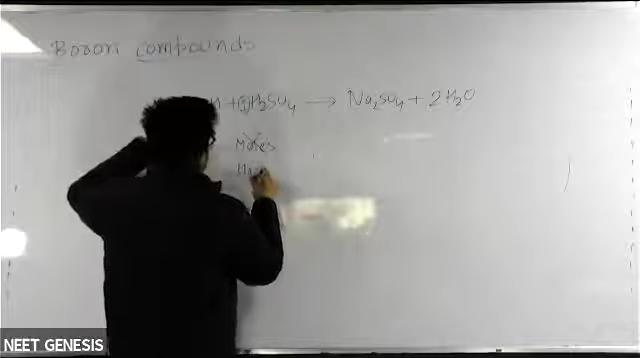 Boron compounds
H + H₂SO₄ → Na₂SO₄ + 2H₂O
Moles
NEET GENESIS